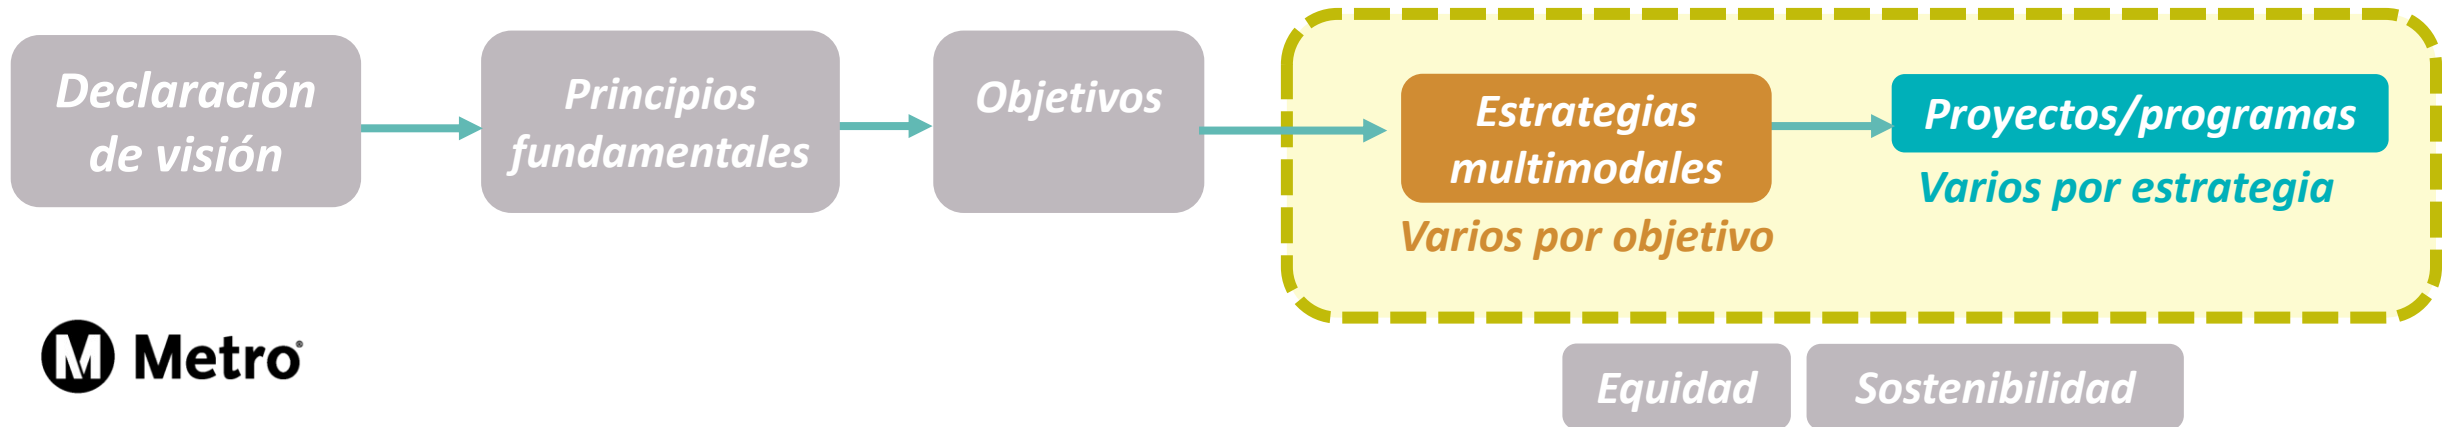 Declaración
de visión
Principios
fundamentales
Objetivos
Estrategias
multimodales
Varios por objetivo
Proyectos/programas
Varios por estrategia
M Metro®
Equidad
Sostenibilidad